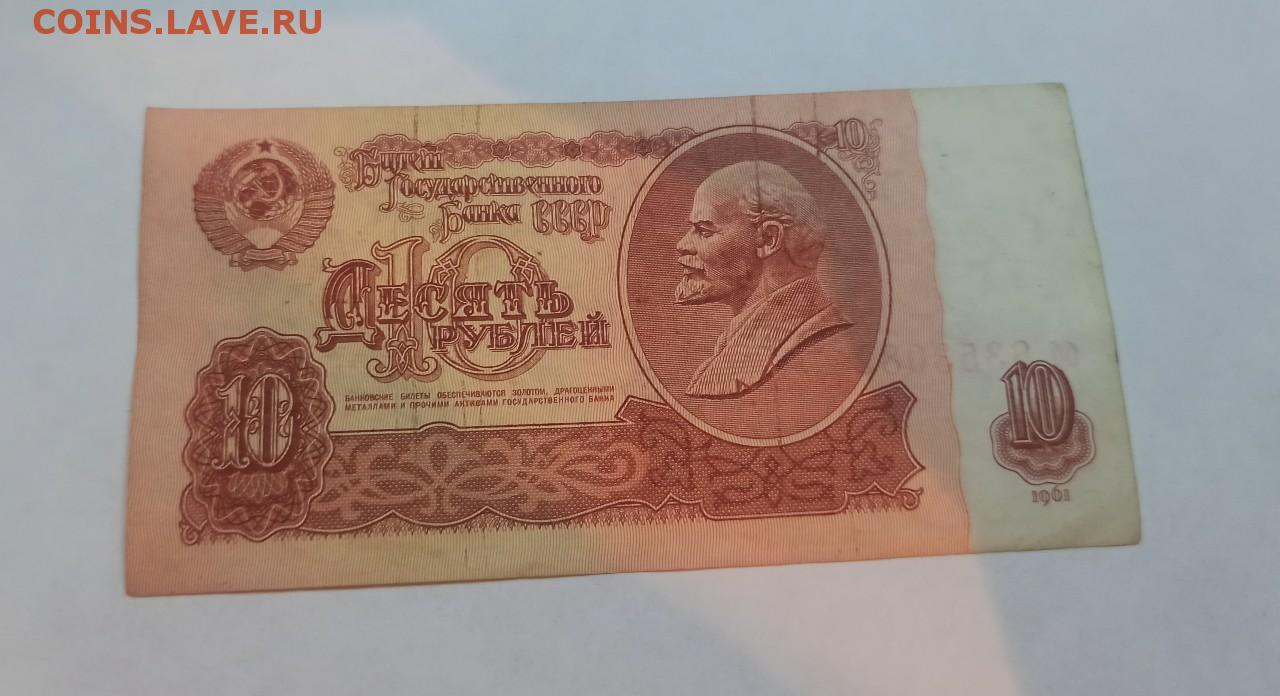 COINS.LAVE.RU
10
Билет
Государственного
Банка СССР
10
Десять
рублей
БАНКОВСКИЕ БИЛЕТЫ ОБЕСПЕЧИВАЮТСЯ ЗОЛОТОМ, ДРАГОЦЕННЫМИ
МЕТАЛЛАМИ И ПРОЧИМИ АКТИВАМИ ГОСУДАРСТВЕННОГО БАНКА
10
10
1961